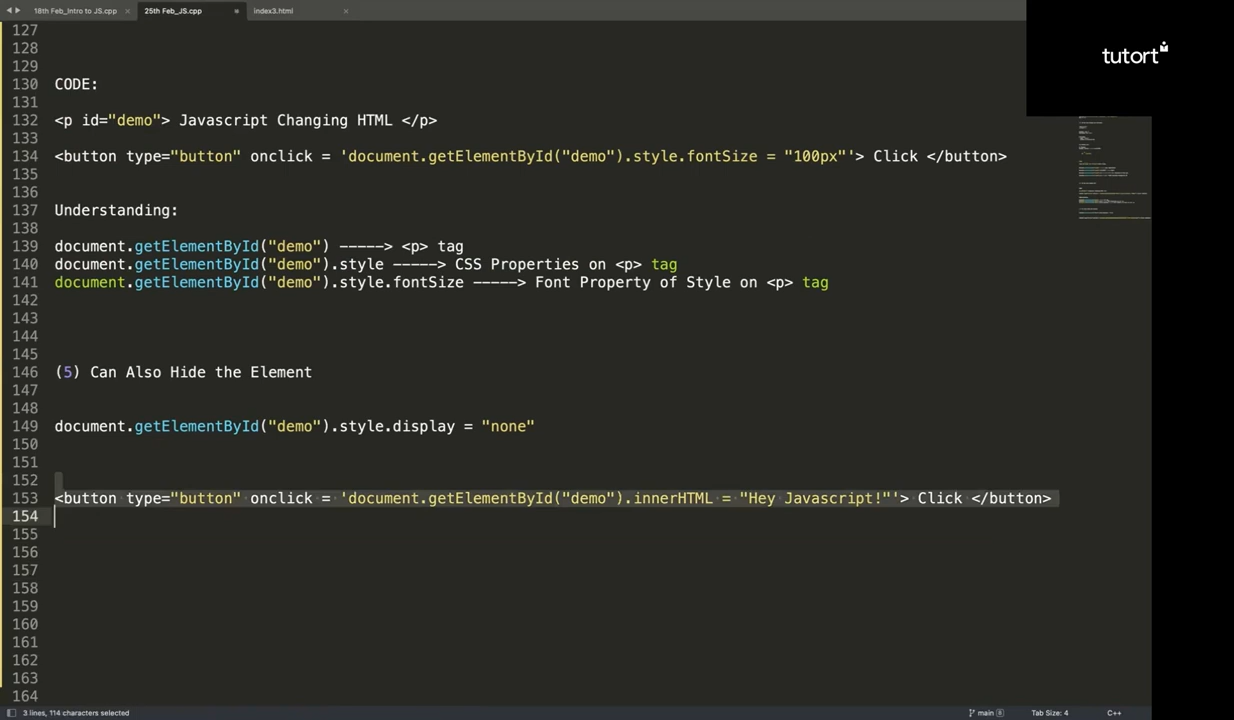 18th Feb_Intro to JS.cpp
25th Feb_JS.cpp
index3.html
tutort
127
128
129
130 CODE:
131
132 <p id="demo"> Javascript Changing HTML </p>
133
134 <button type="button" onclick = 'document.getElementById("demo").style.fontSize = "100px"'> Click </button>
135
136
137 Understanding:
138
139 document.getElementById("demo") -----> <p> tag
140 document.getElementById("demo").style -----> CSS Properties on <p> tag
141 document.getElementById("demo").style.fontSize -----> Font Property of Style on <p> tag
142
143
144
145
146 (5) Can Also Hide the Element
147
148
149 document.getElementById("demo").style.display = "none"
150
151
152
153 <button type="button" onclick = 'document.getElementById("demo").innerHTML = "Hey Javascript!"'> Click </button>
154
155
156
157
158
159
160
161
162
163
164
3 lines, 114 characters selected
main
Tab Size: 4
C++